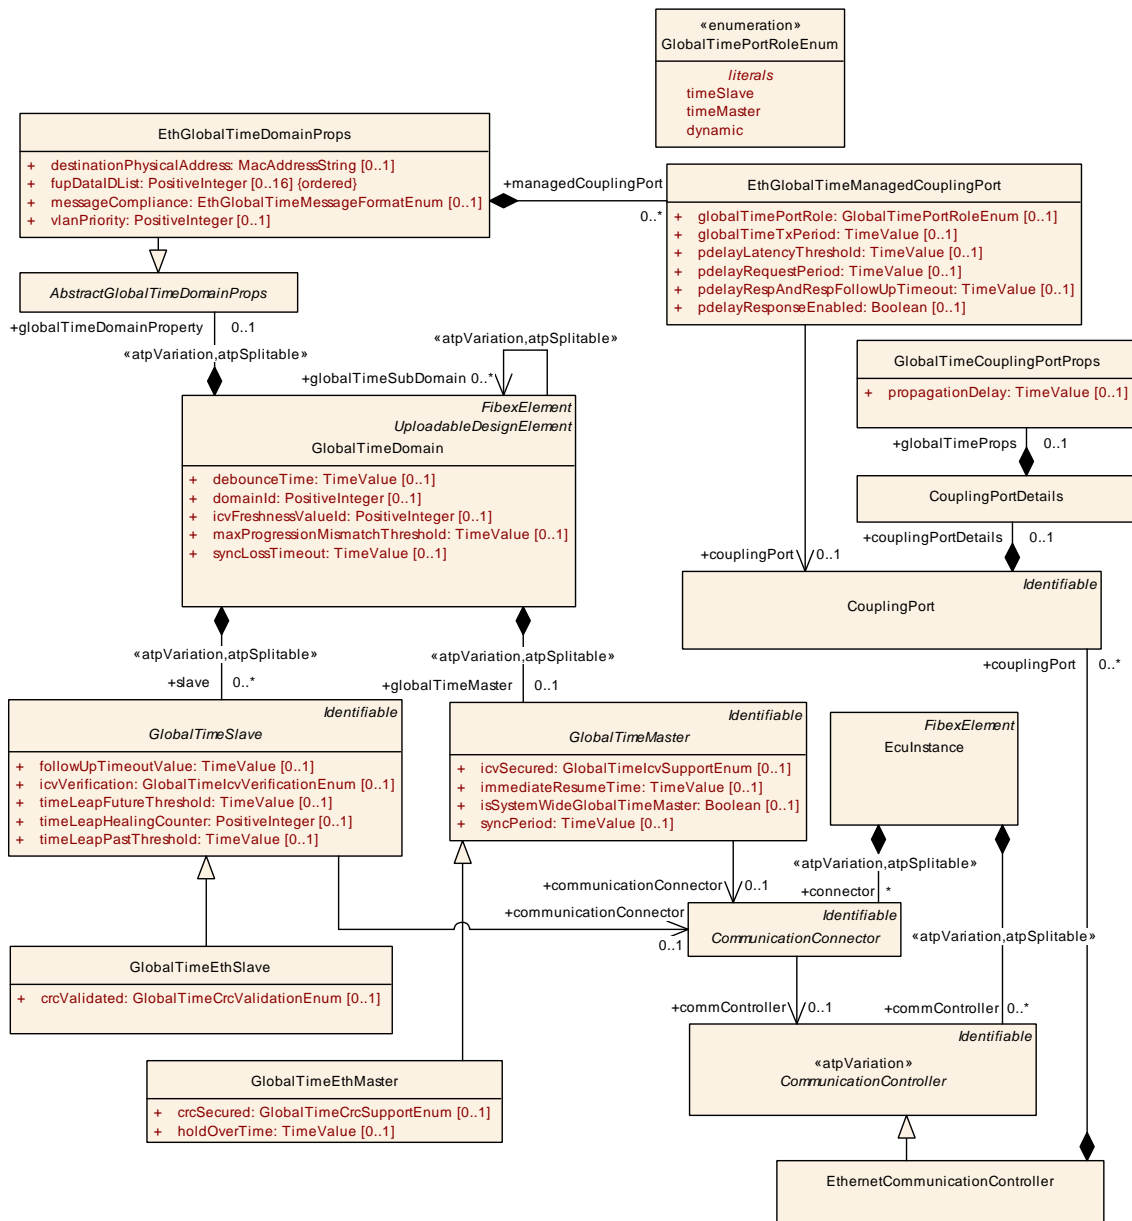 «enumeration»
GlobalTimePortRoleEnum
literals
timeSlave
timeMaster
dynamic
EthGlobalTimeDomainProps
+ destinationPhysicalAddress: MacAddressString [0..1]
+ fupDataIDList: PositiveInteger [0..16] {ordered}
+ messageCompliance: EthGlobalTimeMessageFormatEnum [0..1]
+ vlanPriority: PositiveInteger [0..1]
+managedCouplingPort
0..*
EthGlobalTimeManagedCouplingPort
+ globalTimePortRole: GlobalTimePortRoleEnum [0..1]
+ globalTimeTxPeriod: TimeValue [0..1]
+ pdelayLatencyThreshold: TimeValue [0..1]
+ pdelayRequestPeriod: TimeValue [0..1]
+ pdelayRespAndRespFollowUpTimeout: TimeValue [0..1]
+ pdelayResponseEnabled: Boolean [0..1]
AbstractGlobalTimeDomainProps
+globalTimeDomainProperty 0..1
«atpVariation,atpSplitable»
«atpVariation,atpSplitable»
+globalTimeSubDomain 0..*
GlobalTimeCouplingPortProps
+ propagationDelay: TimeValue [0..1]
+globalTimeProps 0..1
CouplingPortDetails
+couplingPortDetails 0..1
FibexElement
UploadableDesignElement
GlobalTimeDomain
+ debounceTime: TimeValue [0..1]
+ domainId: PositiveInteger [0..1]
+ icvFreshnessValueId: PositiveInteger [0..1]
+ maxProgressionMismatchThreshold: TimeValue [0..1]
+ syncLossTimeout: TimeValue [0..1]
+couplingPort 0..1
Identifiable
CouplingPort
+couplingPort 0..*
«atpVariation,atpSplitable»
+slave 0..*
«atpVariation,atpSplitable»
+globalTimeMaster 0..1
Identifiable
GlobalTimeSlave
+ followUpTimeoutValue: TimeValue [0..1]
+ icvVerification: GlobalTimeIcvVerificationEnum [0..1]
+ timeLeapFutureThreshold: TimeValue [0..1]
+ timeLeapHealingCounter: PositiveInteger [0..1]
+ timeLeapPastThreshold: TimeValue [0..1]
Identifiable
GlobalTimeMaster
+ icvSecured: GlobalTimeIcvSupportEnum [0..1]
+ immediateResumeTime: TimeValue [0..1]
+ isSystemWideGlobalTimeMaster: Boolean [0..1]
+ syncPeriod: TimeValue [0..1]
FibexElement
EcuInstance
«atpVariation,atpSplitable»
+connector *
+communicationConnector 0..1
+communicationConnector
0..1
Identifiable
CommunicationConnector
«atpVariation,atpSplitable»
+commController 0..1
+commController 0..*
GlobalTimeEthSlave
+ crcValidated: GlobalTimeCrcValidationEnum [0..1]
Identifiable
«atpVariation»
CommunicationController
GlobalTimeEthMaster
+ crcSecured: GlobalTimeCrcSupportEnum [0..1]
+ holdOverTime: TimeValue [0..1]
EthernetCommunicationController